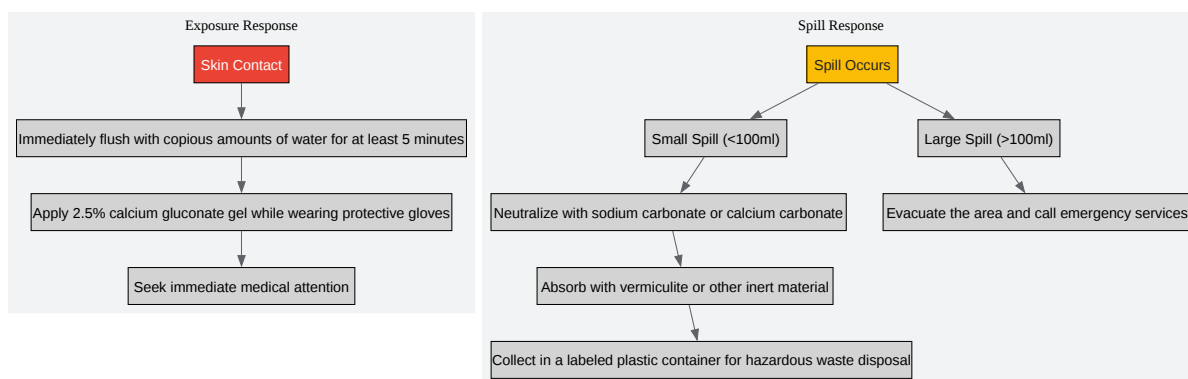 Exposure Response
Skin Contact
Immediately flush with copious amounts of water for at least 5 minutes
Apply 2.5% calcium gluconate gel while wearing protective gloves
Seek immediate medical attention
Spill Response
Spill Occurs
Small Spill (<100ml)
Large Spill (>100ml)
Neutralize with sodium carbonate or calcium carbonate
Evacuate the area and call emergency services
Absorb with vermiculite or other inert material
Collect in a labeled plastic container for hazardous waste disposal